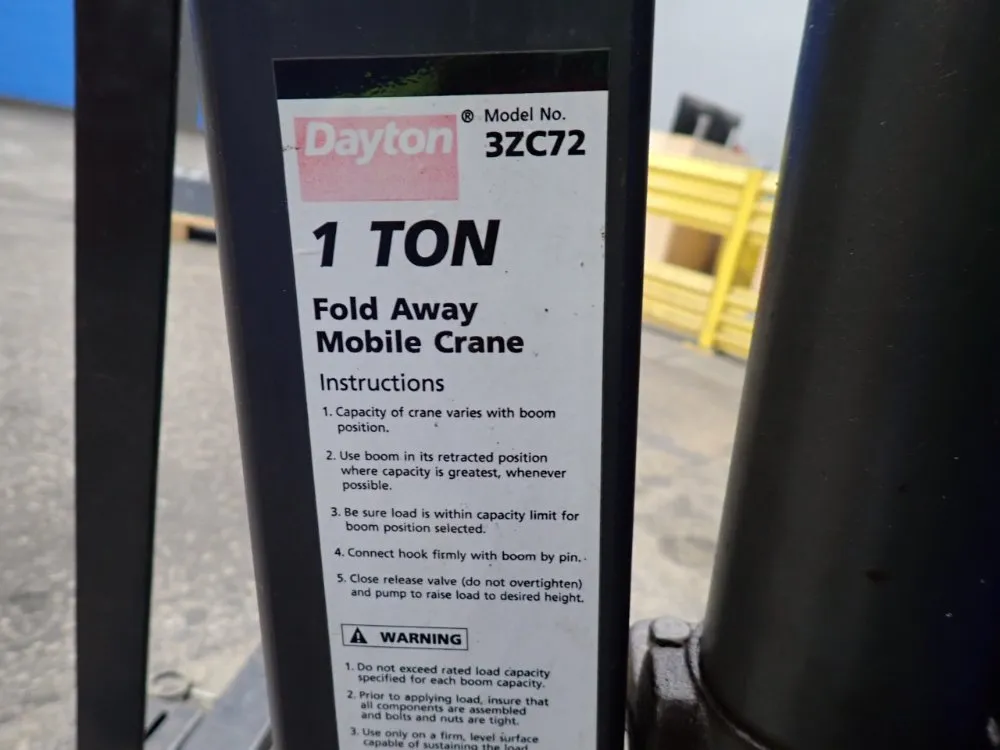 Dayton®
Model No.
3ZC72
1 TON
Fold Away
Mobile Crane
Instructions
1. Capacity of crane varies with boom
position.
2. Use boom in its retracted position
where capacity is greatest, whenever
possible.
3. Be sure load is within capacity limit for
boom position selected.
4. Connect hook firmly with boom by pin.
5. Close release valve (do not overtighten)
and pump to raise load to desired height.
WARNING
1. Do not exceed rated load capacity
specified for each boom capacity.
2. Prior to applying load, insure that
all components are assembled
and bolts and nuts are tight.
3. Use only on a firm, level surface
capable of sustaining the load